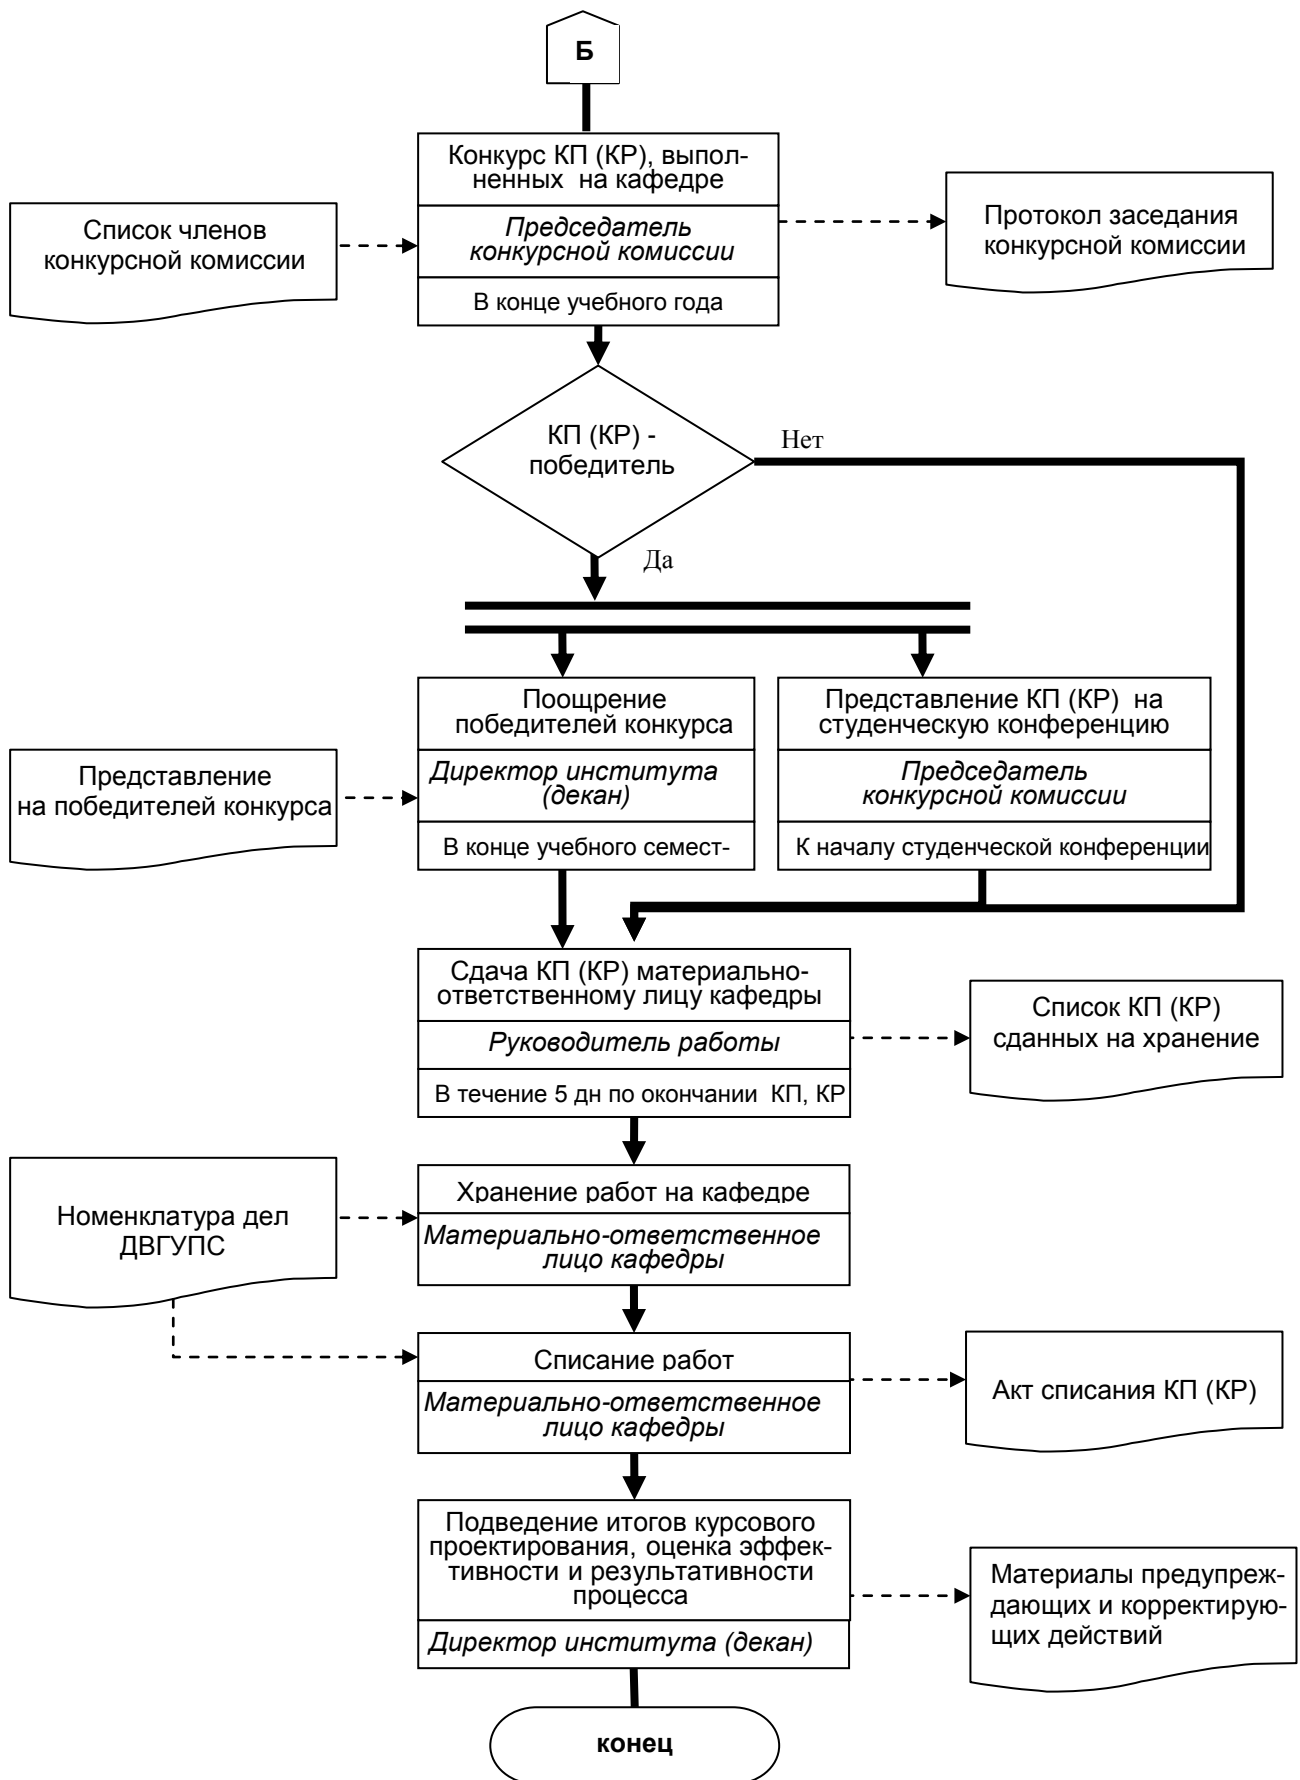 Б
Конкурс КП (КР), выпол-
ненных на кафедре
Председатель
конкурсной комиссии
В конце учебного года
Список членов
конкурсной комиссии
Протокол заседания
конкурсной комиссии
КП (КР) -
победитель
Нет
Да
Поощрение
победителей конкурса
Директор института
(декан)
В конце учебного семест-
Представление КП (КР) на
студенческую конференцию
Председатель
конкурсной комиссии
К началу студенческой конференции
Представление
на победителей конкурса
Сдача КП (КР) материально-
ответственному лицу кафедры
Руководитель работы
В течение 5 дн по окончании КП, КР
Список КП (КР)
сданных на хранение
Номенклатура дел
ДВГУПС
Хранение работ на кафедре
Материально-ответственное
лицо кафедры
Списание работ
Материально-ответственное
лицо кафедры
Акт списания КП (КР)
Подведение итогов курсового
проектирования, оценка эффек-
тивности и результативности
процесса
Директор института (декан)
Материалы предупреж-
дающих и корректирую-
щих действий
конец